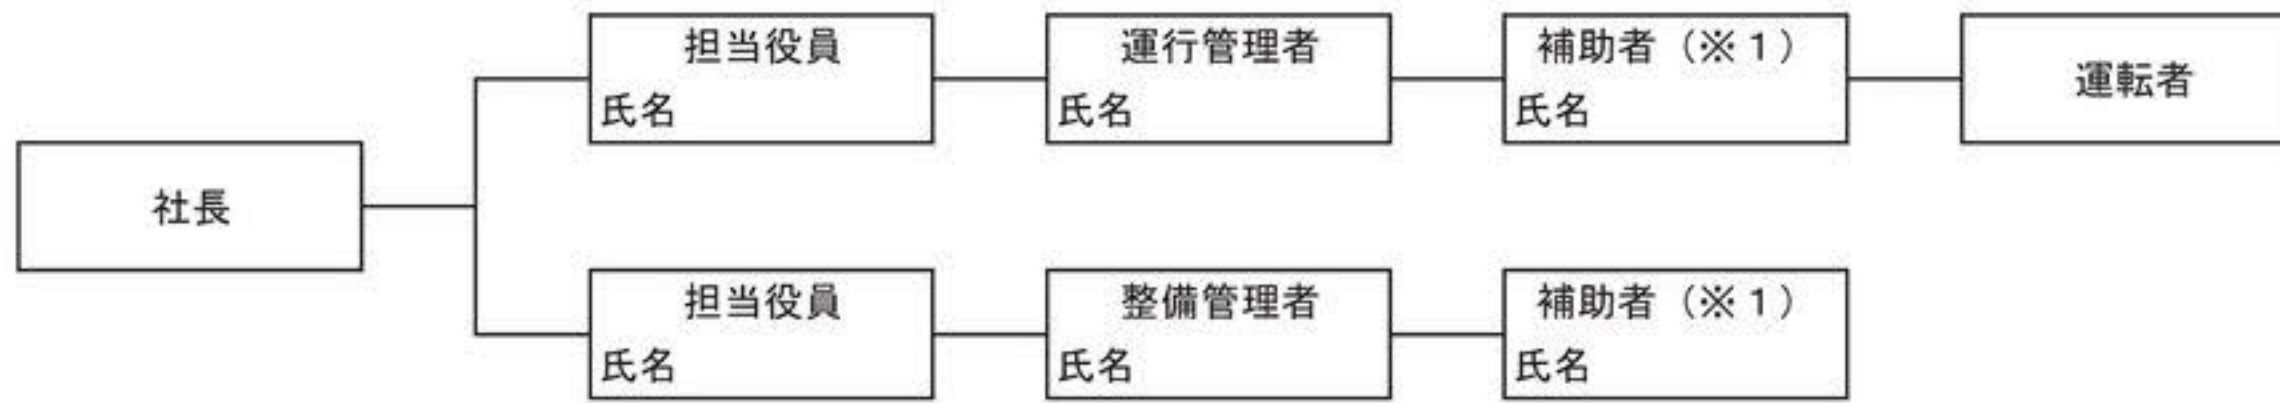 担当役員
氏名
運行管理者
氏名
補助者（※１）
氏名
運転者
社長
担当役員
氏名
整備管理者
氏名
補助者（※１）
氏名